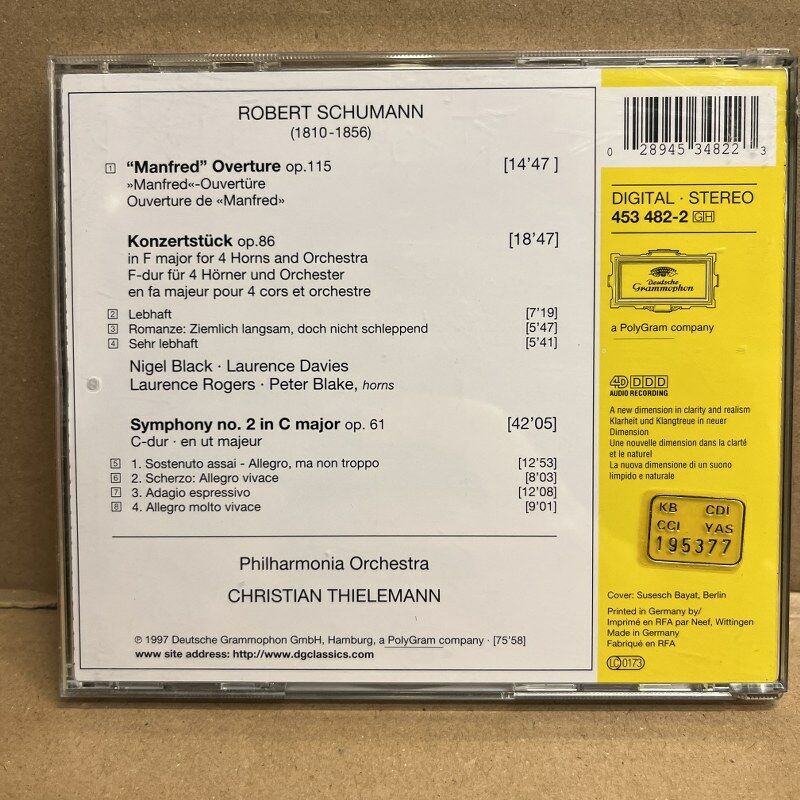 ROBERT SCHUMANN
(1810-1856)
1 “Manfred” Overture op.115 [14’47]
»Manfred«-Ouvertüre
Ouverture de «Manfred»
Konzertstück op.86 [18’47]
in F major for 4 Horns and Orchestra
F-dur für 4 Hörner und Orchester
en fa majeur pour 4 cors et orchestre
2 Lebhaft [7’19]
3 Romanze: Ziemlich langsam, doch nicht schleppend [5’47]
4 Sehr lebhaft [5’41]
Nigel Black · Laurence Davies
Laurence Rogers · Peter Blake, horns
Symphony no. 2 in C major op. 61 [42’05]
C-dur · en ut majeur
5 1. Sostenuto assai - Allegro, ma non troppo [12’53]
6 2. Scherzo: Allegro vivace [8’03]
7 3. Adagio espressivo [12’08]
8 4. Allegro molto vivace [9’01]
Philharmonia Orchestra
CHRISTIAN THIELEMANN
℗ 1997 Deutsche Grammophon GmbH, Hamburg, a PolyGram company · [75’58]
www site address: http://www.dgclassics.com
0 28945 34822 3
DIGITAL · STEREO
453 482-2 GH
Deutsche
Grammophon
a PolyGram company
4D DDD
AUDIO RECORDING
A new dimension in clarity and realism
Klarheit und Klangtreue in neuer
Dimension
Une nouvelle dimension dans la clarté
et le naturel
La nuova dimensione di un suono
limpido e naturale
KB CDI
CCI YAS
195377
Cover: Susesch Bayat, Berlin
Printed in Germany by/
Imprimé en RFA par Neef, Wittingen
Made in Germany
Fabriqué en RFA
LC 0173